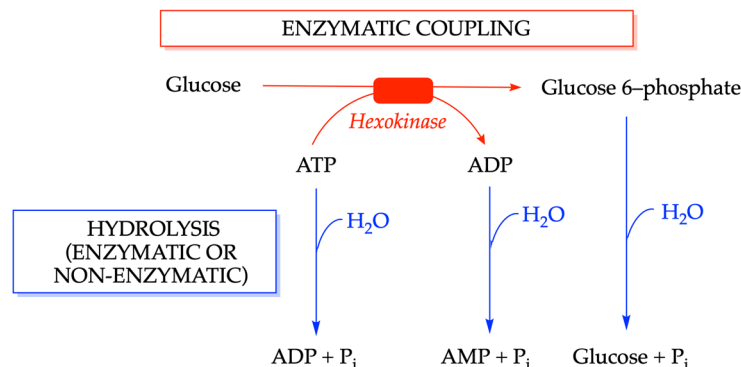 ENZYMATIC COUPLING
Glucose
Glucose 6–phosphate
Hexokinase
ATP
ADP
HYDROLYSIS
(ENZYMATIC OR
NON-ENZYMATIC)
H₂O
H₂O
H₂O
ADP + Pᵢ
AMP + Pᵢ
Glucose + Pᵢ